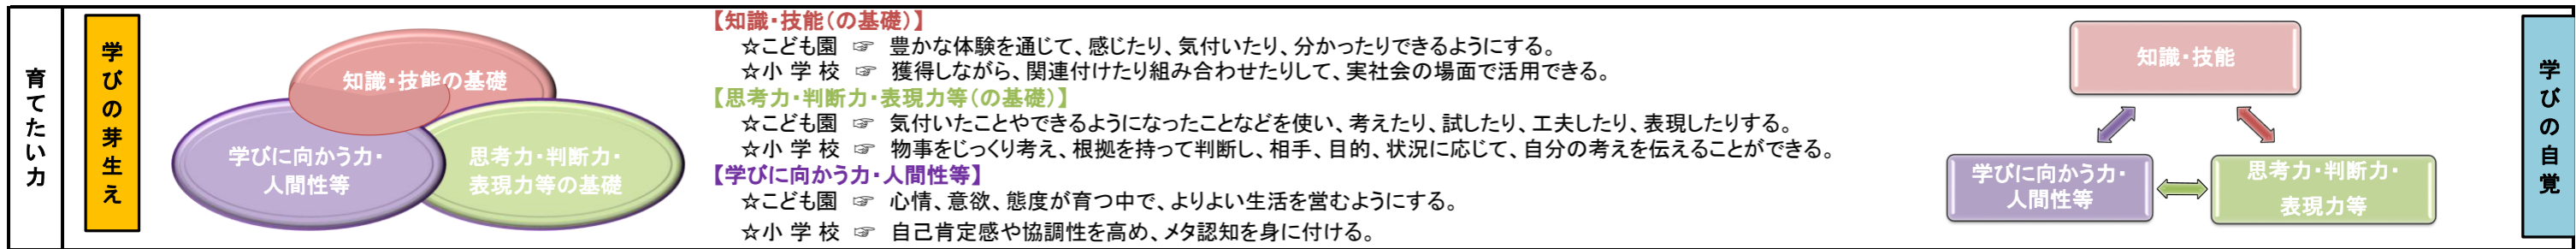 育てたい力
学びの芽生え
知識・技能の基礎
学びに向かう力・
人間性等
思考力・判断力・
表現力等の基礎
【知識・技能（の基礎）】
☆こども園 ☞ 豊かな体験を通じて、感じたり、気付いたり、分かったりできるようにする。
☆小 学 校 ☞ 獲得しながら、関連付けたり組み合わせたりして、実社会の場面で活用できる。
【思考力・判断力・表現力等（の基礎）】
☆こども園 ☞ 気付いたことやできるようになったことなどを使い、考えたり、試したり、工夫したり、表現したりする。
☆小 学 校 ☞ 物事をじっくり考え、根拠を持って判断し、相手、目的、状況に応じて、自分の考えを伝えることができる。
【学びに向かう力・人間性等】
☆こども園 ☞ 心情、意欲、態度が育つ中で、よりよい生活を営むようにする。
☆小 学 校 ☞ 自己肯定感や協調性を高め、メタ認知を身に付ける。
知識・技能
学びに向かう力・
人間性等
思考力・判断力・
表現力等
学びの自覚